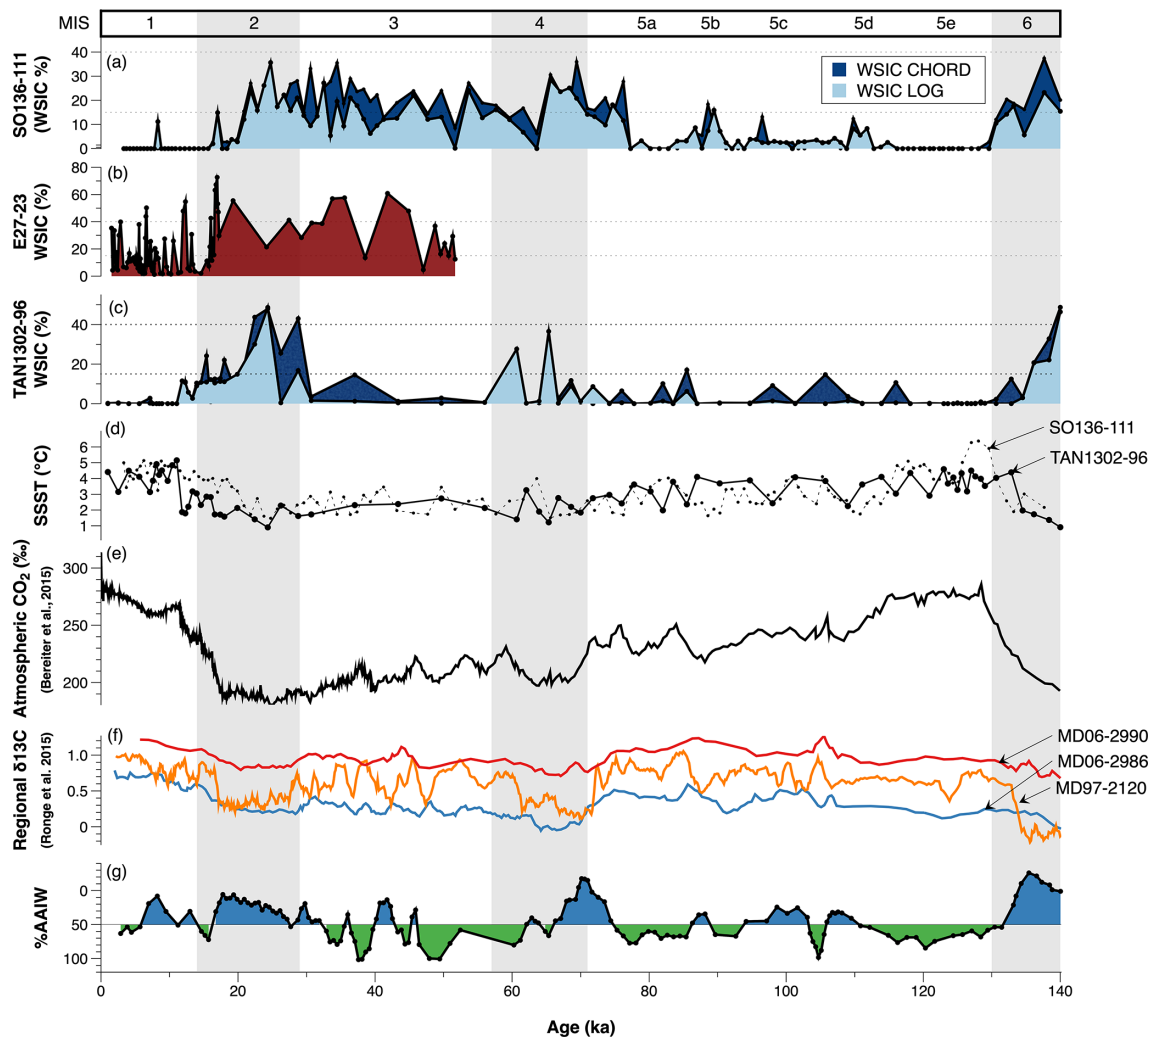 MIS 1 2 3 4 5a 5b 5c 5d 5e 6
(a)
SO136-111
(WSIC %)
40
30
20
10
0
WSIC CHORD
WSIC LOG
(b)
E27-23
WSIC (%)
80
60
40
20
0
(c)
TAN1302-96
WSIC (%)
40
20
0
(d)
SSST (°C)
6
5
4
3
2
1
SO136-111
TAN1302-96
(e)
Atmospheric CO2 (‰)
(Bereiter et al., 2015)
300
250
200
(f)
Regional δ13C
(Ronge et al. 2015)
1.0
0.5
0
MD06-2990
MD06-2986
MD97-2120
(g)
%AAIW
0
50
100
0 20 40 60 80 100 120 140
Age (ka)